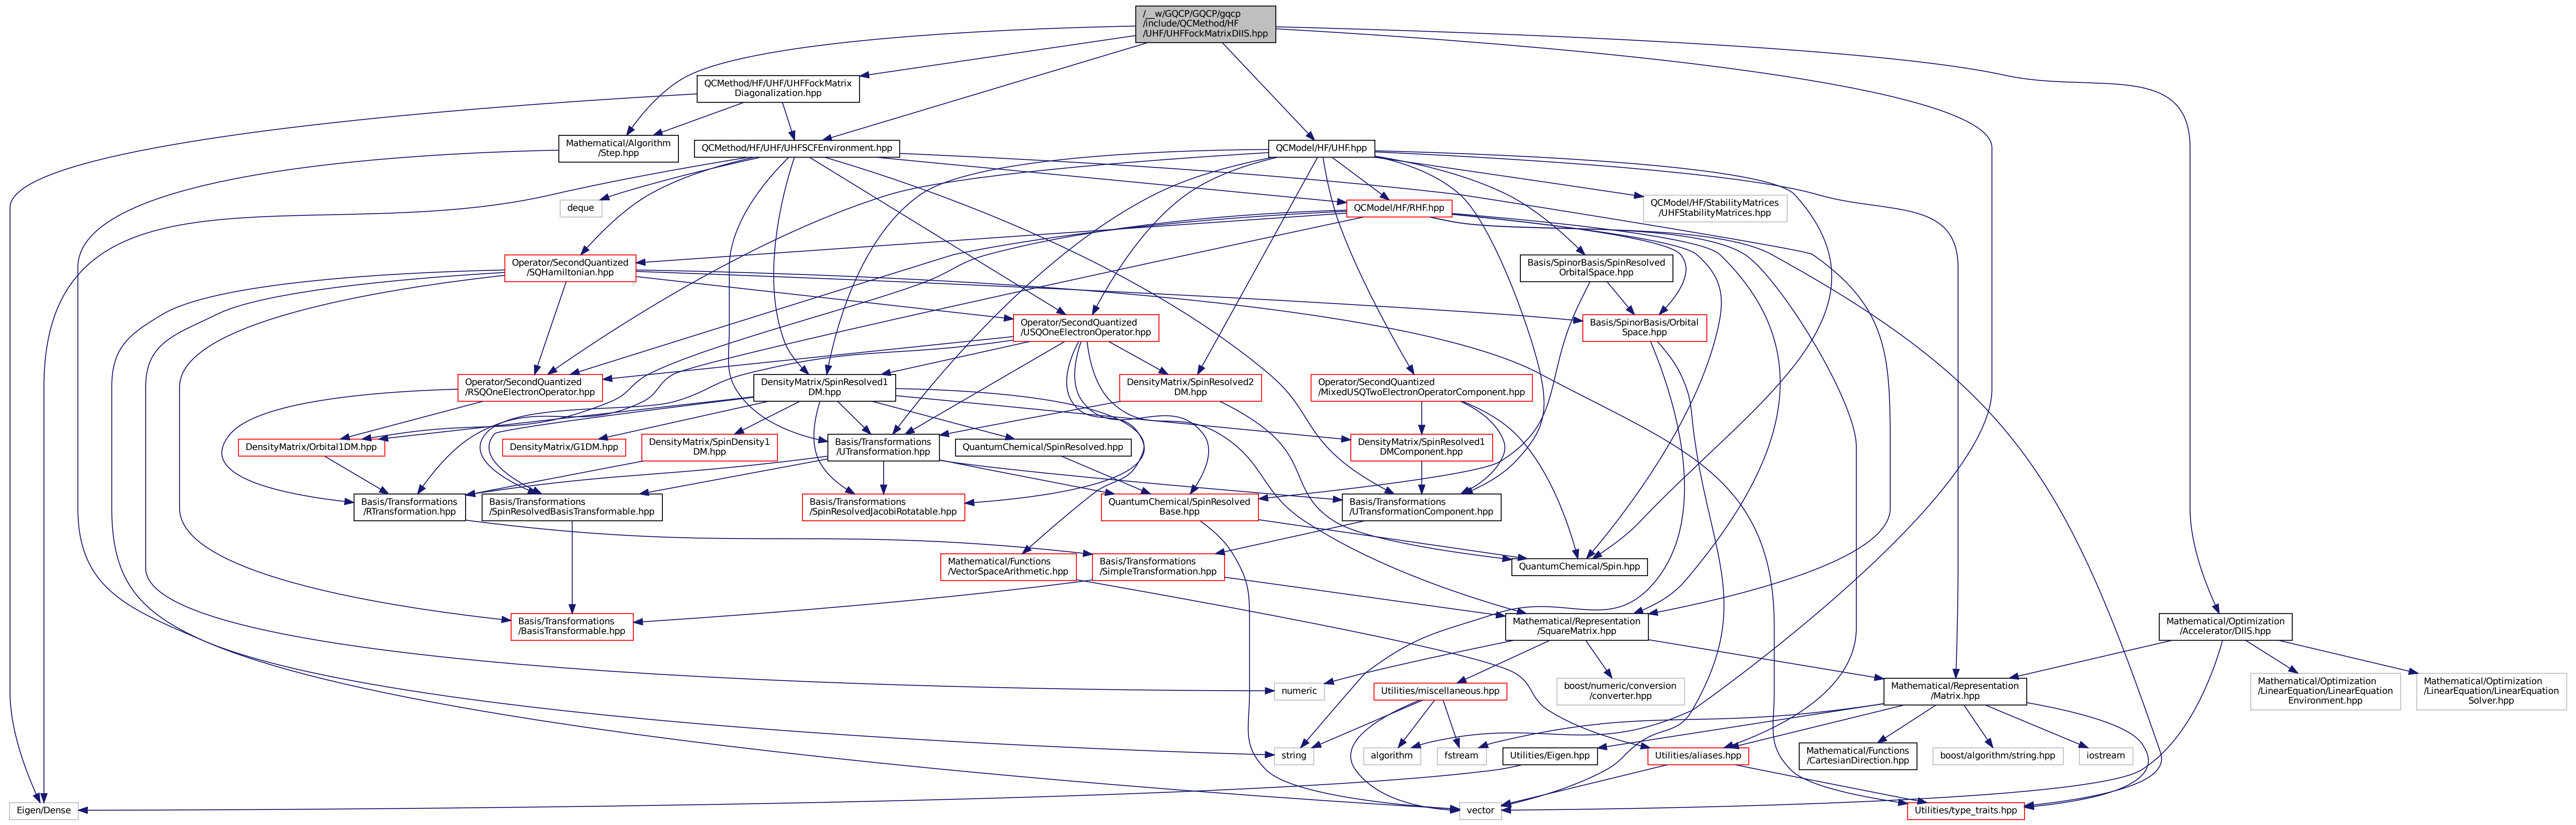 /__w/GQCP/GQCP/gqcp
/include/QCMethod/HF
/UHF/UHFFockMatrixDIIS.hpp
QCMethod/HF/UHF/UHFFockMatrix
Diagonalization.hpp
Mathematical/Algorithm
/Step.hpp
QCMethod/HF/UHF/UHFSCFEnvironment.hpp
QCModel/HF/UHF.hpp
deque
QCModel/HF/RHF.hpp
QCModel/HF/StabilityMatrices
/UHFStabilityMatrices.hpp
Operator/SecondQuantized
/SQHamiltonian.hpp
Basis/SpinorBasis/SpinResolved
OrbitalSpace.hpp
Operator/SecondQuantized
/USQOneElectronOperator.hpp
Basis/SpinorBasis/Orbital
Space.hpp
Operator/SecondQuantized
/RSQOneElectronOperator.hpp
DensityMatrix/SpinResolved1
DM.hpp
DensityMatrix/SpinResolved2
DM.hpp
Operator/SecondQuantized
/MixedUSQTwoElectronOperatorComponent.hpp
DensityMatrix/Orbital1DM.hpp
DensityMatrix/G1DM.hpp
DensityMatrix/SpinDensity1
DM.hpp
Basis/Transformations
/UTransformation.hpp
QuantumChemical/SpinResolved.hpp
DensityMatrix/SpinResolved1
DMComponent.hpp
Basis/Transformations
/RTransformation.hpp
Basis/Transformations
/SpinResolvedBasisTransformable.hpp
Basis/Transformations
/SpinResolvedJacobiRotatable.hpp
QuantumChemical/SpinResolved
Base.hpp
Basis/Transformations
/UTransformationComponent.hpp
Mathematical/Functions
/VectorSpaceArithmetic.hpp
Basis/Transformations
/SimpleTransformation.hpp
QuantumChemical/Spin.hpp
Basis/Transformations
/BasisTransformable.hpp
Mathematical/Representation
/SquareMatrix.hpp
Mathematical/Optimization
/Accelerator/DIIS.hpp
numeric
Utilities/miscellaneous.hpp
boost/numeric/conversion
/converter.hpp
Mathematical/Representation
/Matrix.hpp
Mathematical/Optimization
/LinearEquation/LinearEquation
Environment.hpp
Mathematical/Optimization
/LinearEquation/LinearEquation
Solver.hpp
string
algorithm
fstream
Utilities/Eigen.hpp
Utilities/aliases.hpp
Mathematical/Functions
/CartesianDirection.hpp
boost/algorithm/string.hpp
iostream
Eigen/Dense
vector
Utilities/type_traits.hpp